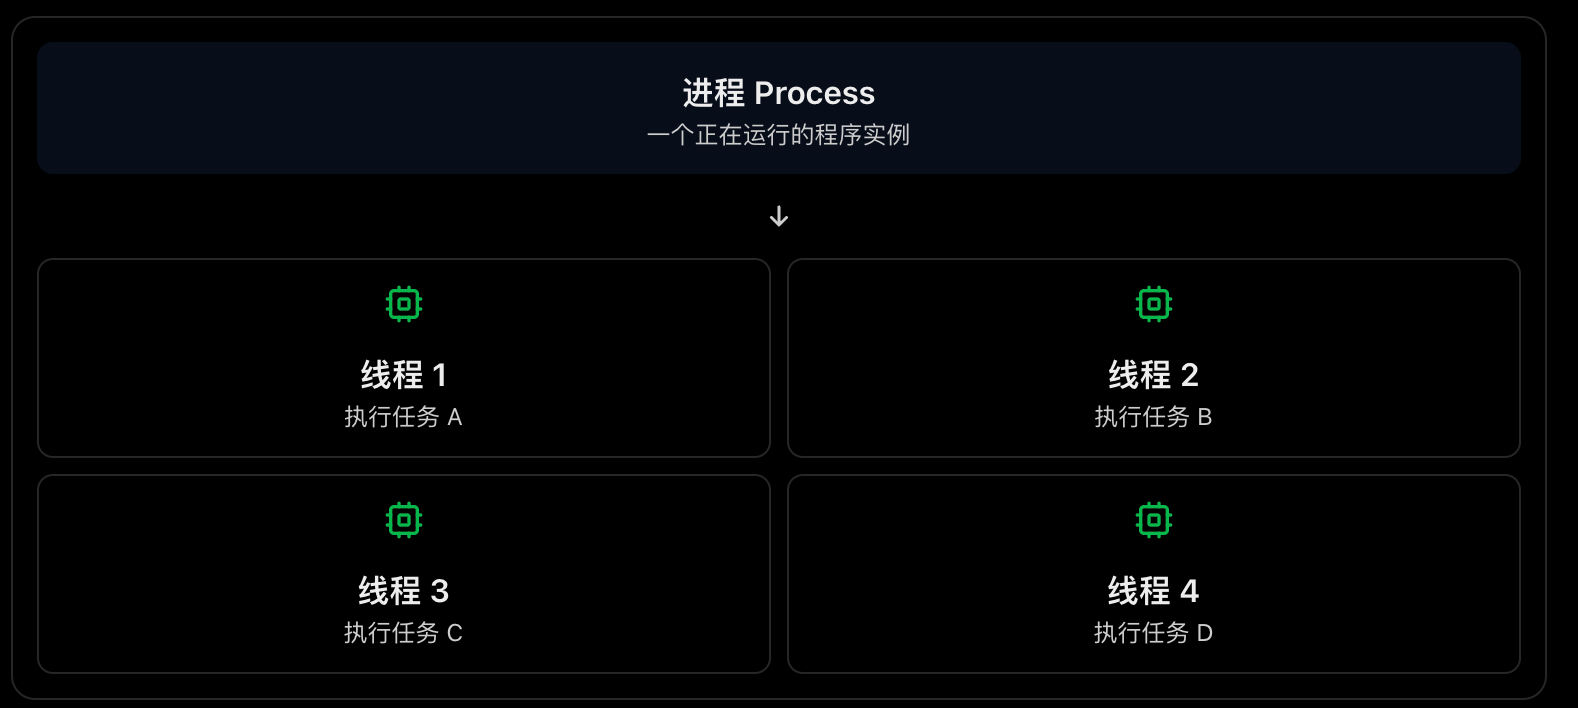 进程 Process
一个正在运行的程序实例
线程 1
执行任务 A
线程 2
执行任务 B
线程 3
执行任务 C
线程 4
执行任务 D